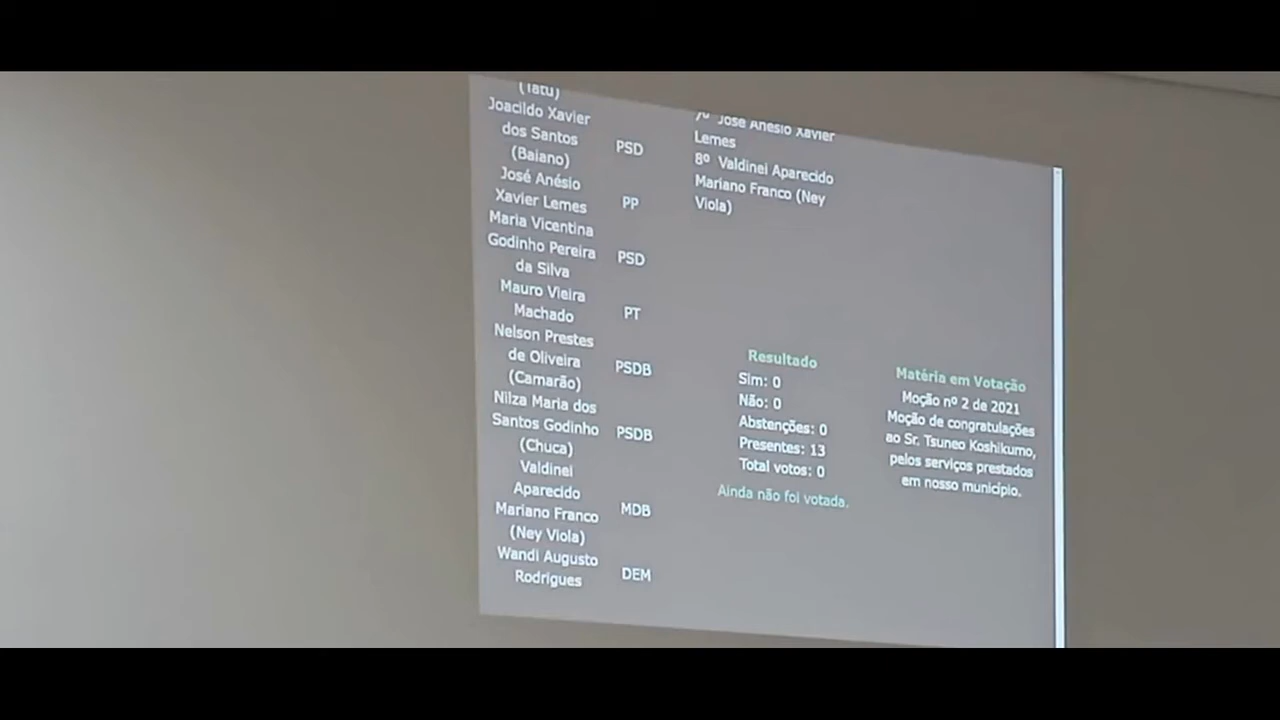 (Tatu)
Joacildo Xavier
dos Santos
(Baiano)
PSD
José Anésio
Xavier Lemes
PP
Maria Vicentina
Godinho Pereira
da Silva
PSD
Mauro Vieira
Machado
PT
Nelson Prestes
de Oliveira
(Camarão)
PSDB
Nilza Maria dos
Santos Godinho
(Chuca)
PSDB
Valdinei
Aparecido
Mariano Franco
(Ney Viola)
MDB
Wandi Augusto
Rodrigues
DEM
7º José Anésio Xavier
Lemes
8º Valdinei Aparecido
Mariano Franco (Ney
Viola)
Resultado
Sim: 0
Não: 0
Abstenções: 0
Presentes: 13
Total votos: 0
Ainda não foi votada.
Matéria em Votação
Moção nº 2 de 2021
Moção de congratulações
ao Sr. Tsuneo Koshikumo,
pelos serviços prestados
em nosso município.